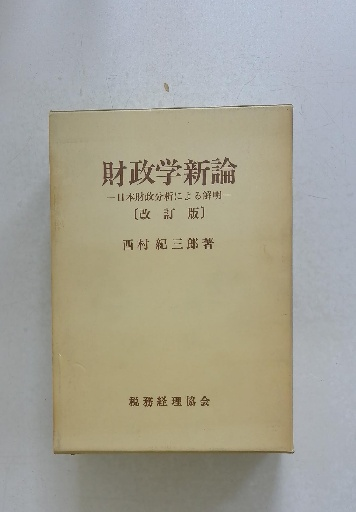 財政学新論
―日本財政分析による解明―
〔改訂版〕
西村紀三郎著
税務経理協会